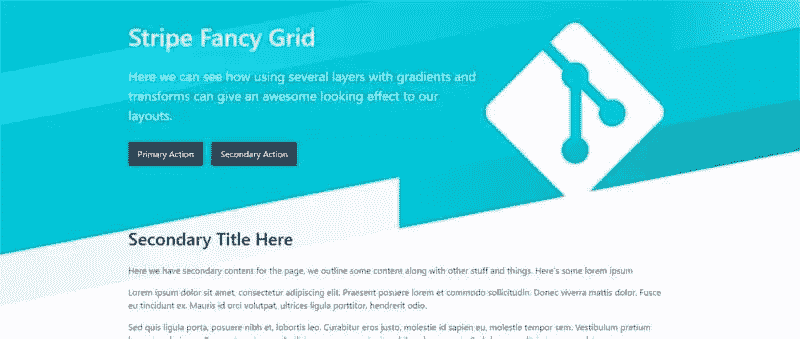 Stripe Fancy Grid
Here we can see how using several layers with gradients and
transforms can give an awesome looking effect to our
layouts.
Primary Action
Secondary Action
Secondary Title Here
Here we have secondary content for the page, we outline some content along with other stuff and things. Here's some lorem ipsum
Lorem ipsum dolor sit amet, consectetur adipiscing elit. Praesent posuere lorem et commodo sollicitudin. Donec viverra mattis dolor. Fusce
eu tincidunt ex. Mauris id orci volutpat, ultrices ligula porttitor, hendrerit odio.
Sed quis ligula porta, posuere nibh et, lobortis leo. Curabitur eros justo, molestie id sapien eu, molestie tempor sem. Vestibulum pretium